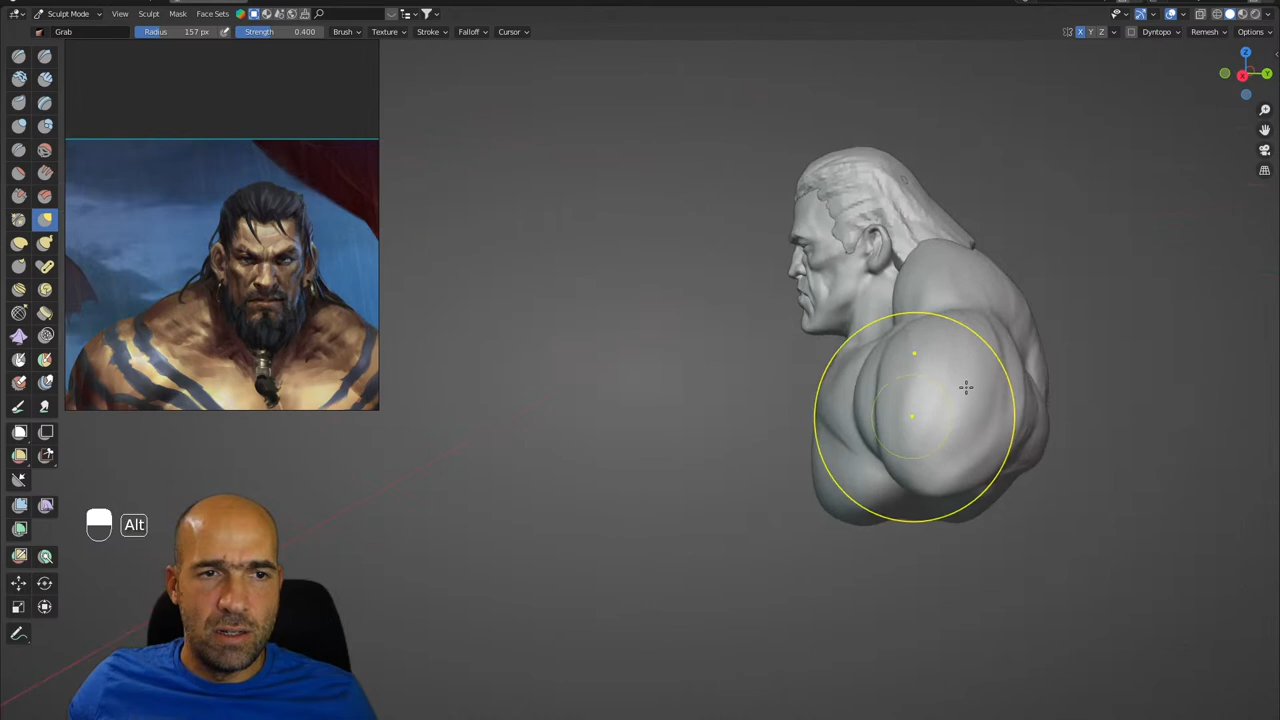 Sculpt Mode View Sculpt Mask Face Sets
Grab Radius 157 px Strength 0.400 Brush Texture Stroke Falloff Cursor X Y Z Dyntopo Remesh Options
Z
X Y
Alt